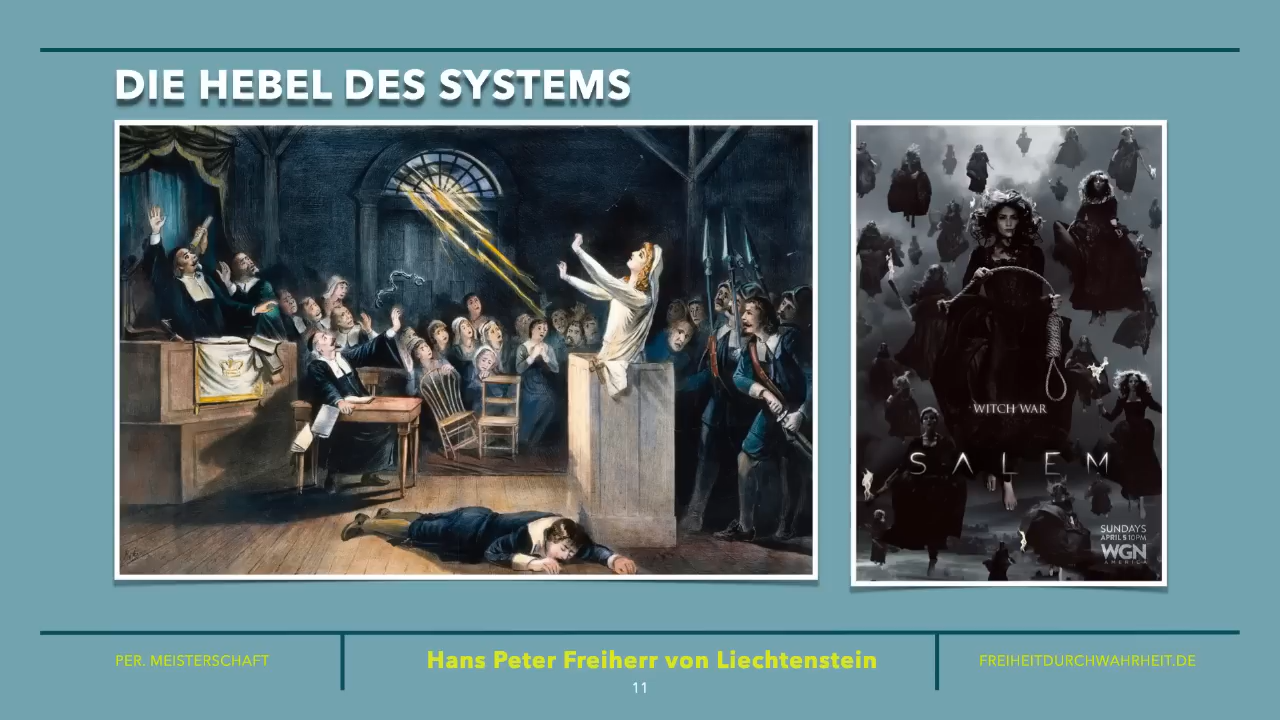 DIE HEBEL DES SYSTEMS
WITCH WAR
SALEM
SUNDAYS
APRIL 5 10PM
WGN
AMERICA
PER. MEISTERSCHAFT
Hans Peter Freiherr von Liechtenstein
FREIHEITDURCHWAHRHEIT.DE
11